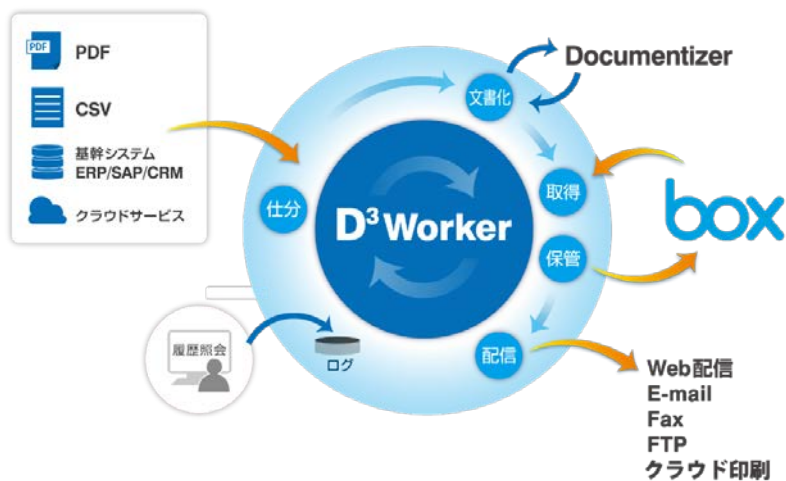 PDF
PDF
CSV
基幹システム
ERP/SAP/CRM
クラウドサービス
文書化
Documentizer
仕分
D³Worker
取得
box
保管
履歴照会
ログ
配信
Web配信
E-mail
Fax
FTP
クラウド印刷